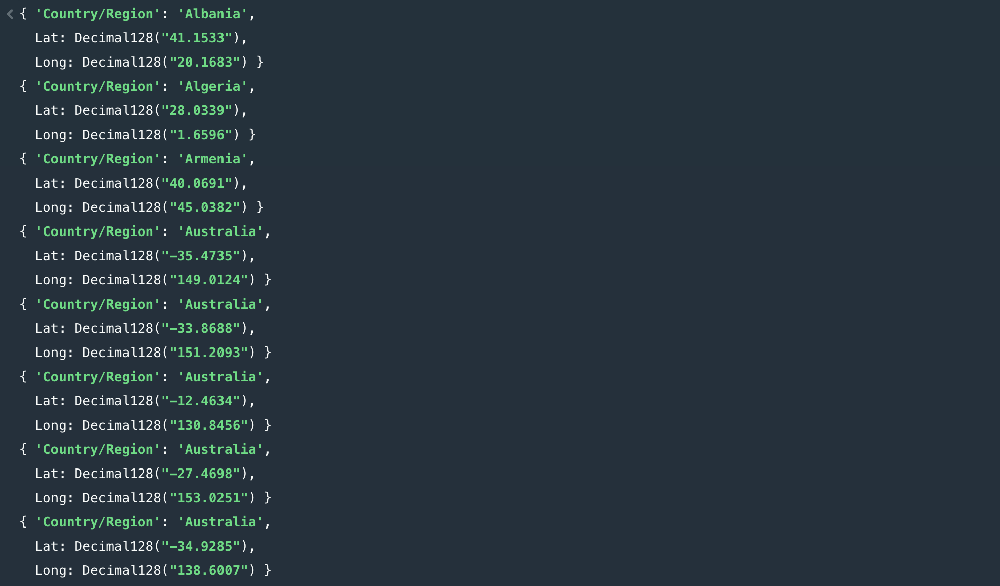 { 'Country/Region': 'Albania',
Lat: Decimal128("41.1533"),
Long: Decimal128("20.1683") }
{ 'Country/Region': 'Algeria',
Lat: Decimal128("28.0339"),
Long: Decimal128("1.6596") }
{ 'Country/Region': 'Armenia',
Lat: Decimal128("40.0691"),
Long: Decimal128("45.0382") }
{ 'Country/Region': 'Australia',
Lat: Decimal128("-35.4735"),
Long: Decimal128("149.0124") }
{ 'Country/Region': 'Australia',
Lat: Decimal128("-33.8688"),
Long: Decimal128("151.2093") }
{ 'Country/Region': 'Australia',
Lat: Decimal128("-12.4634"),
Long: Decimal128("130.8456") }
{ 'Country/Region': 'Australia',
Lat: Decimal128("-27.4698"),
Long: Decimal128("153.0251") }
{ 'Country/Region': 'Australia',
Lat: Decimal128("-34.9285"),
Long: Decimal128("138.6007") }